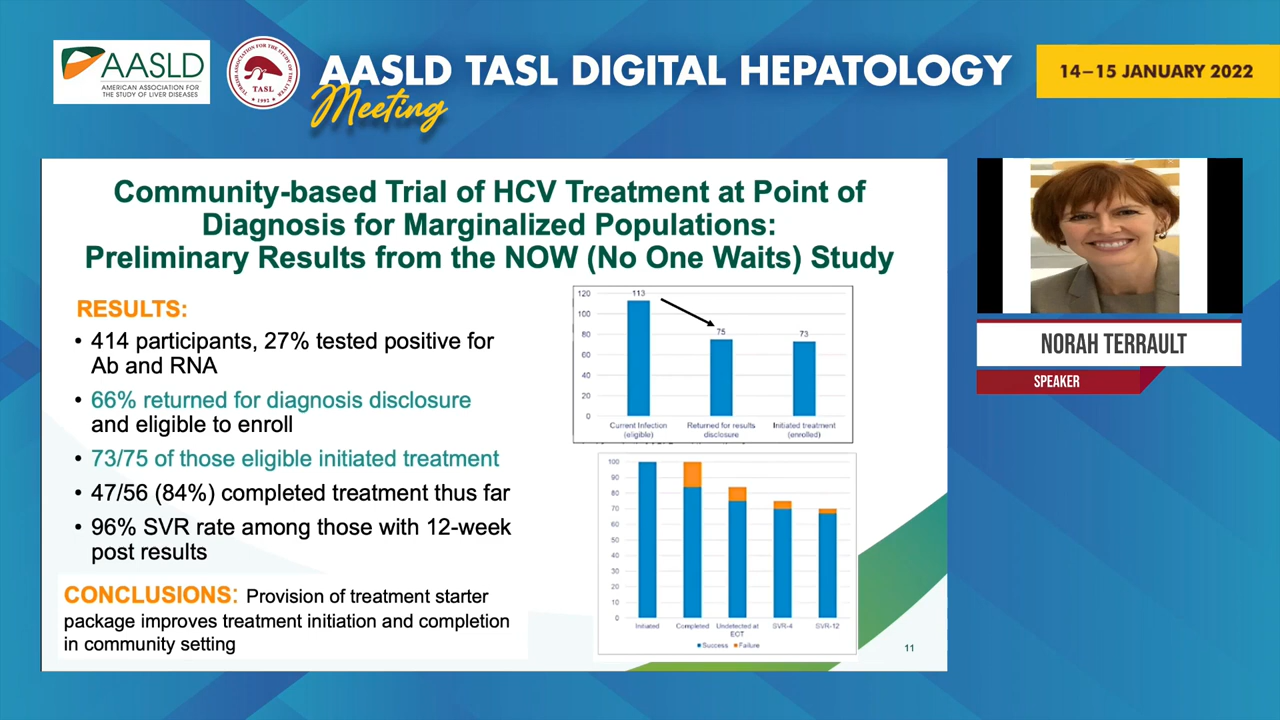 AASLD
AMERICAN ASSOCIATION FOR
THE STUDY OF LIVER DISEASES
TASL
1992
AASLD TASL DIGITAL HEPATOLOGY
Meeting
14–15 JANUARY 2022
Community-based Trial of HCV Treatment at Point of
Diagnosis for Marginalized Populations:
Preliminary Results from the NOW (No One Waits) Study
RESULTS:
• 414 participants, 27% tested positive for
Ab and RNA
• 66% returned for diagnosis disclosure
and eligible to enroll
• 73/75 of those eligible initiated treatment
• 47/56 (84%) completed treatment thus far
• 96% SVR rate among those with 12-week
post results
CONCLUSIONS: Provision of treatment starter
package improves treatment initiation and completion
in community setting
120
100
80
60
40
20
0
113
75
73
Current Infection
(eligible)
Returned for results
disclosure
Initiated treatment
(enrolled)
100
90
80
70
60
50
40
30
20
10
0
Initiated
Completed
Undetected at
EOT
SVR-4
SVR-12
Success
Failure
11
NORAH TERRAULT
SPEAKER